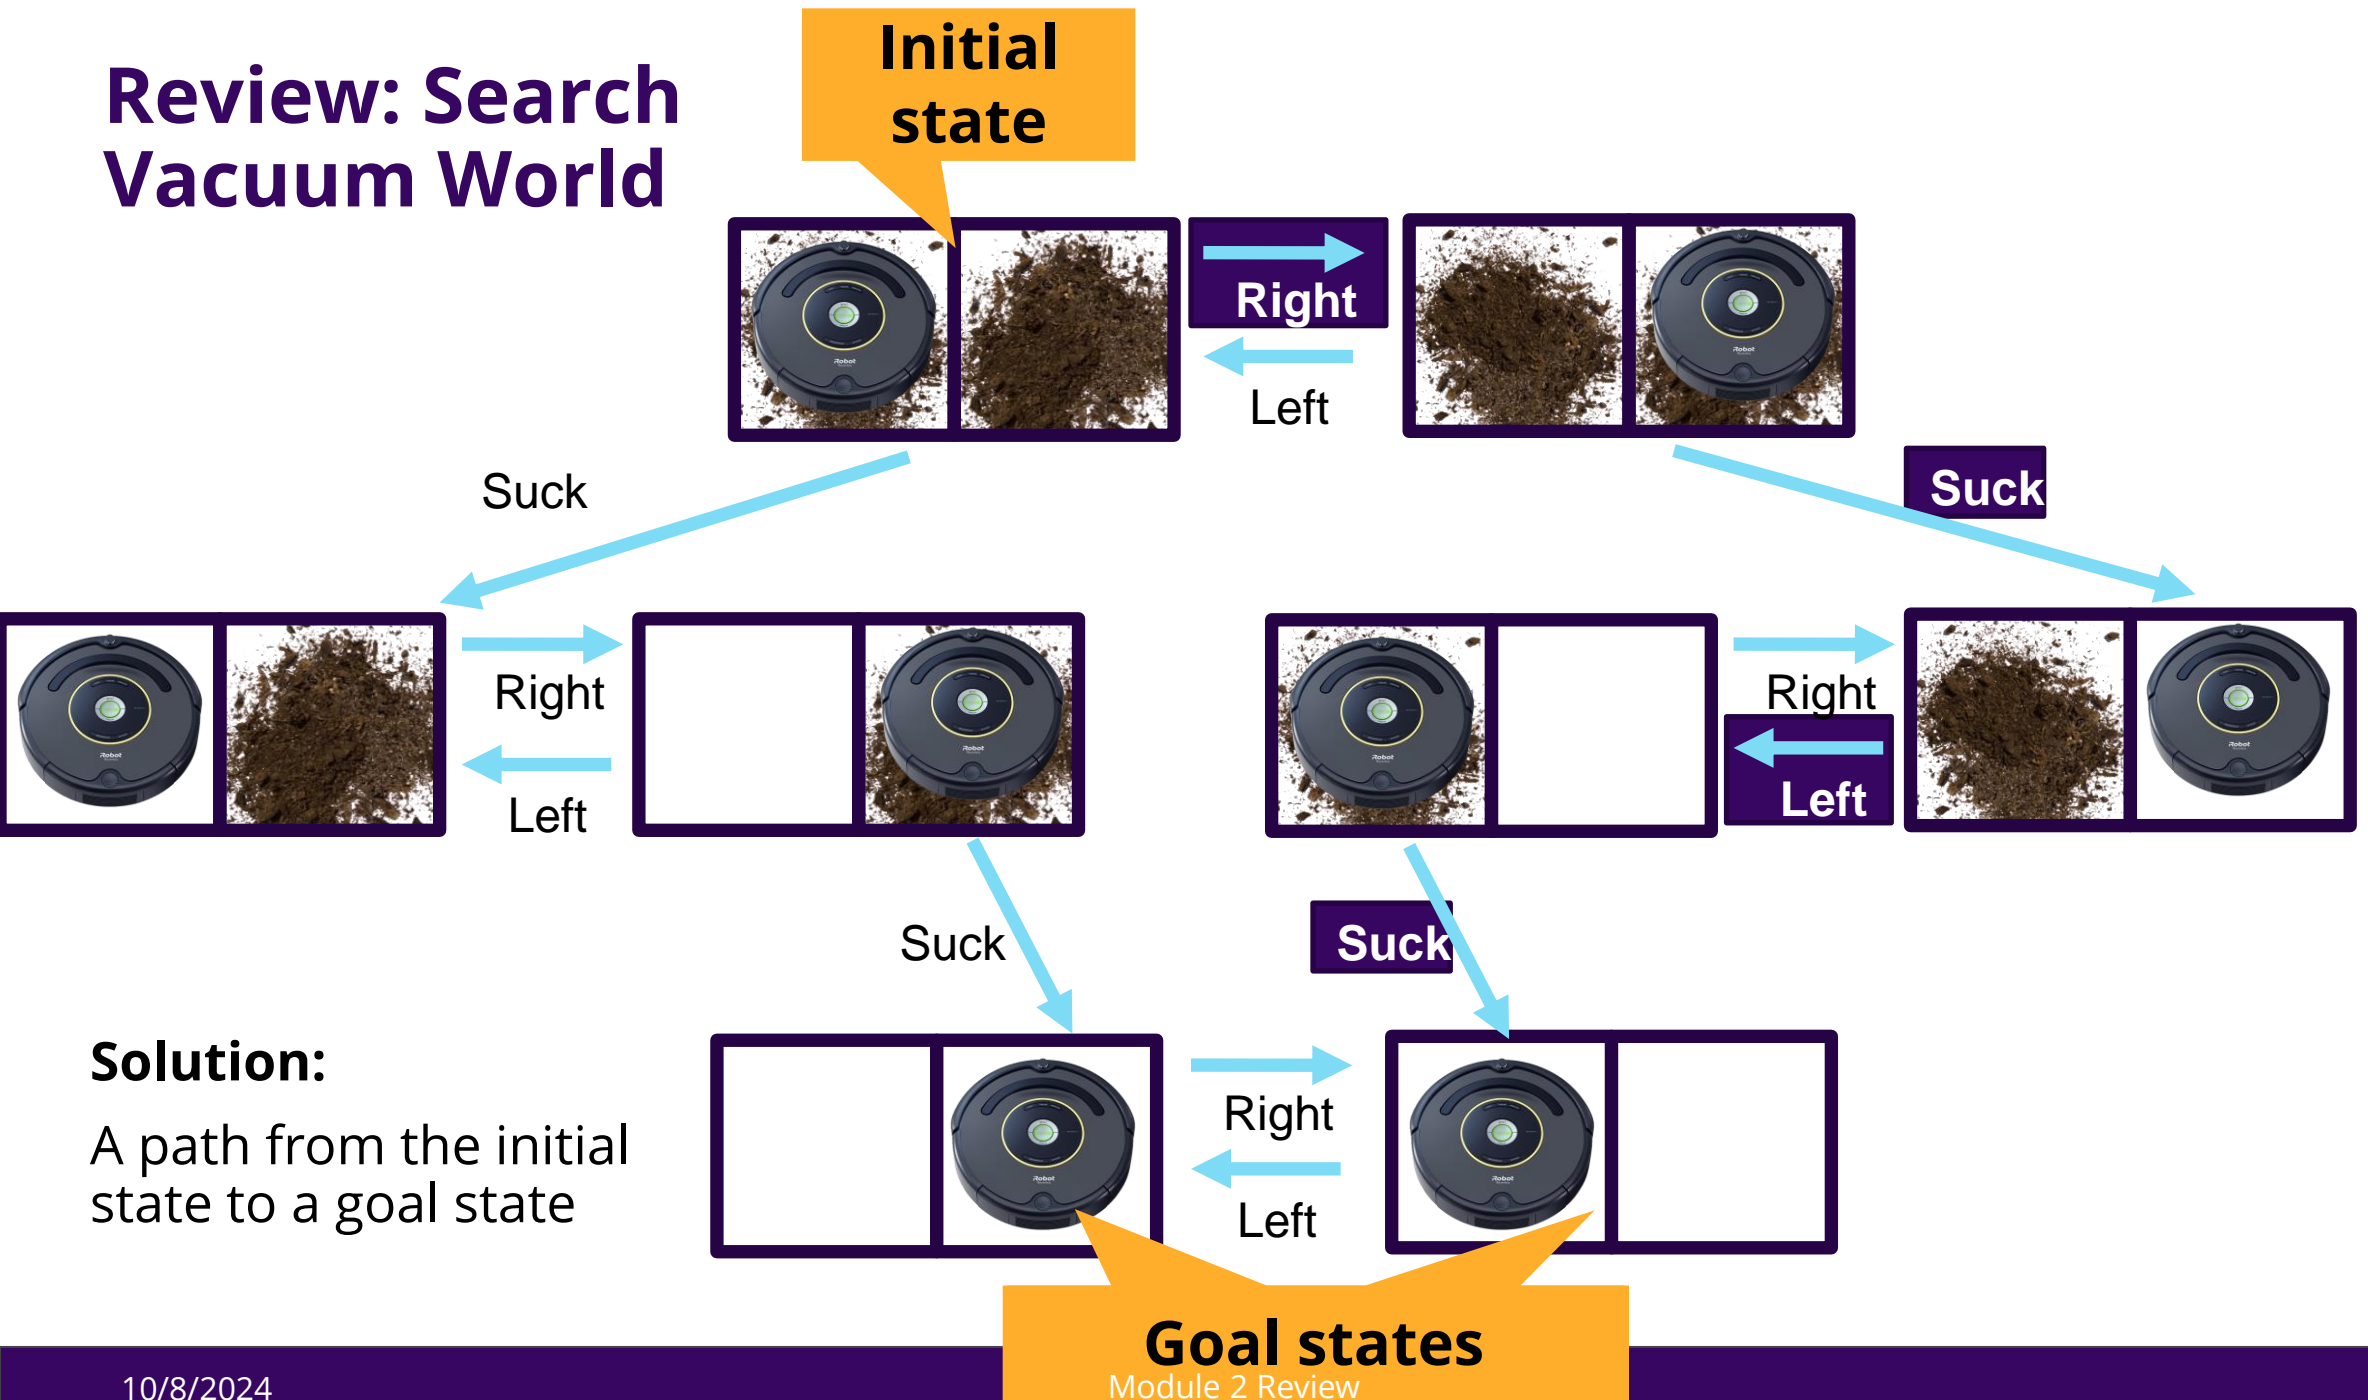 Review: Search
Vacuum World
Initial
state
Right
Left
Suck
Suck
Right
Left
Right
Left
Suck
Suck
Solution:
A path from the initial
state to a goal state
Right
Left
Goal states
10/8/2024
Module 2 Review